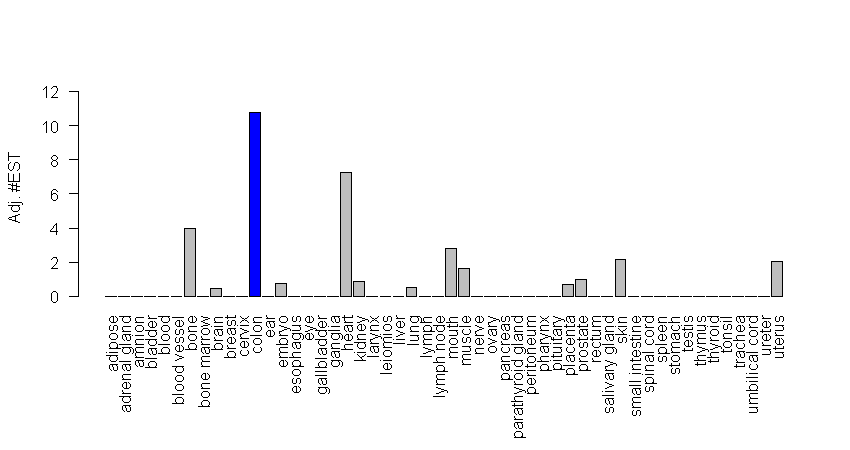 Adj. #EST
12
10
8
6
4
2
0
adipose
adrenal gland
amnion
bladder
blood
blood vessel
bone
bone marrow
brain
breast
cervix
colon
ear
embryo
esophagus
eye
gallbladder
ganglia
heart
kidney
larynx
leiomios
liver
lung
lymph
lymph node
mouth
muscle
nerve
ovary
pancreas
parathyroid gland
peritoneum
pharynx
pituitary
placenta
prostate
rectum
salivary gland
skin
small intestine
spinal cord
spleen
stomach
testis
thymus
thyroid
tonsil
trachea
umbilical cord
ureter
uterus